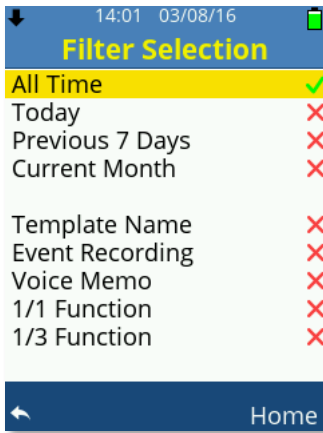 14:01 03/08/16
Filter Selection
All Time
Today
Previous 7 Days
Current Month
Template Name
Event Recording
Voice Memo
1/1 Function
1/3 Function
Home